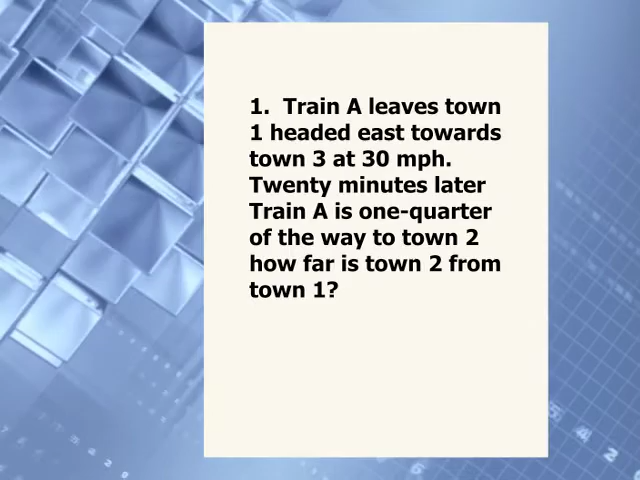 1. Train A leaves town
1 headed east towards
town 3 at 30 mph.
Twenty minutes later
Train A is one-quarter
of the way to town 2
how far is town 2 from
town 1?